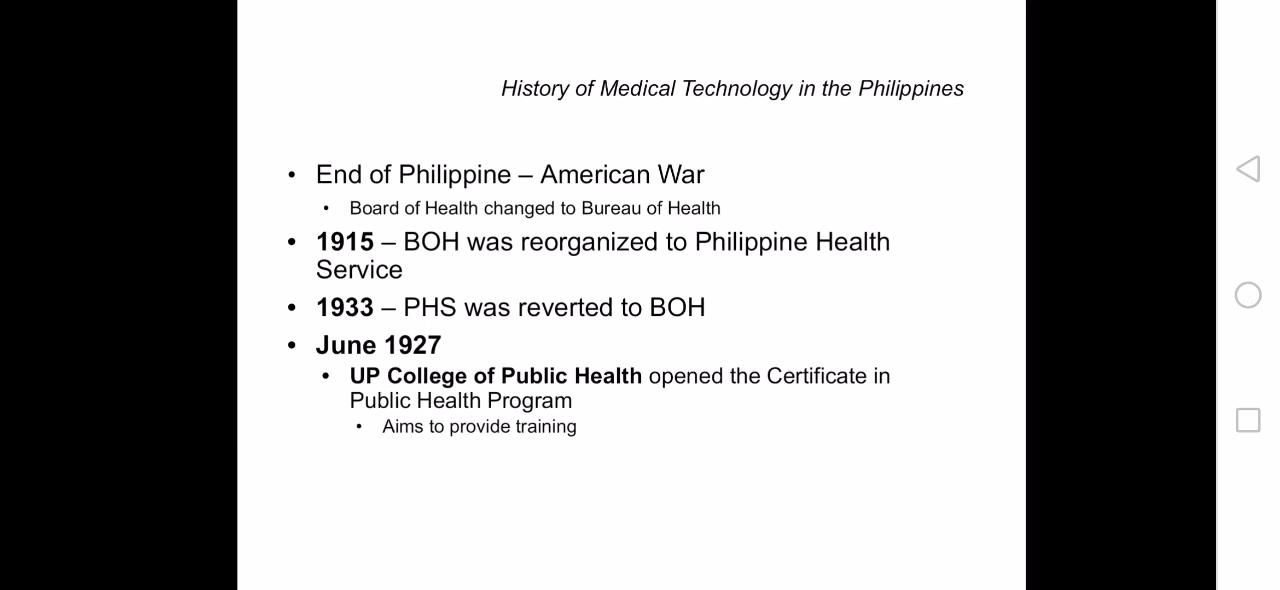 History of Medical Technology in the Philippines
• End of Philippine – American War
• Board of Health changed to Bureau of Health
• 1915 – BOH was reorganized to Philippine Health
Service
• 1933 – PHS was reverted to BOH
• June 1927
• UP College of Public Health opened the Certificate in
Public Health Program
• Aims to provide training